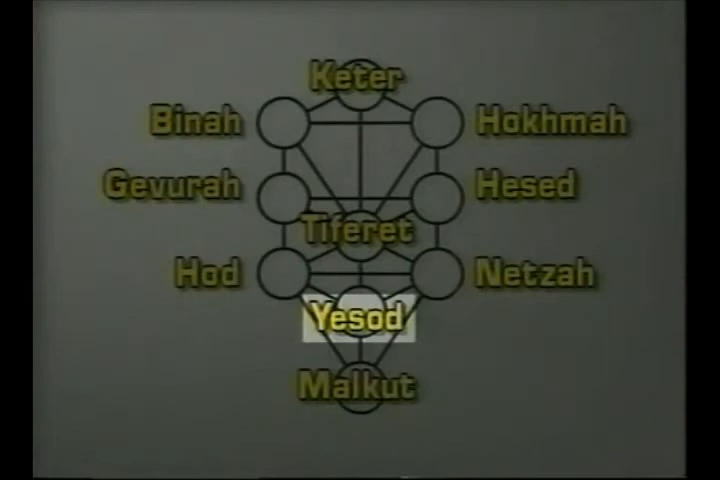 Keter
Binah
Hokhmah
Gevurah
Hesed
Tiferet
Hod
Netzah
Yesod
Malkut